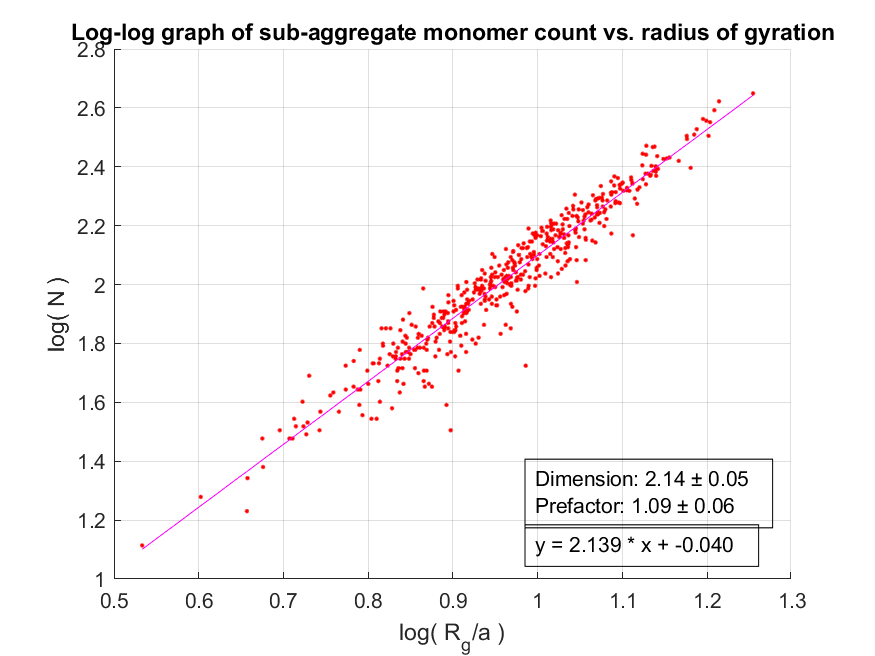 Log-log graph of sub-aggregate monomer count vs. radius of gyration
2.8
2.6
2.4
2.2
2
1.8
1.6
1.4
1.2
1
log( N )
Dimension: 2.14 ± 0.05
Prefactor: 1.09 ± 0.06
y = 2.139 * x + -0.040
0.5 0.6 0.7 0.8 0.9 1 1.1 1.2 1.3
log( Rg/a )